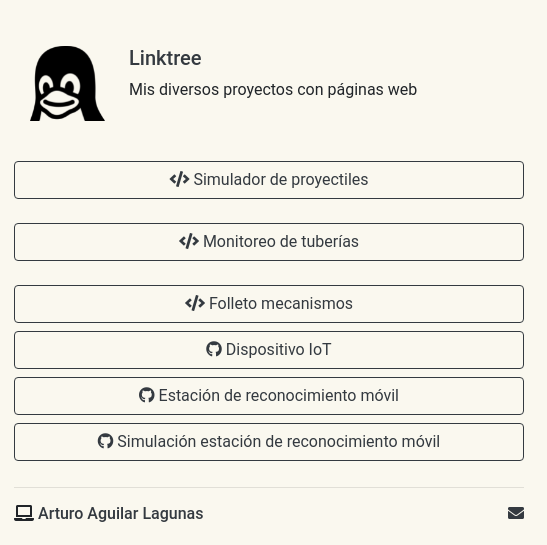 Linktree
Mis diversos proyectos con páginas web
Simulador de proyectiles
Monitoreo de tuberías
Folleto mecanismos
Dispositivo IoT
Estación de reconocimiento móvil
Simulación estación de reconocimiento móvil
Arturo Aguilar Lagunas